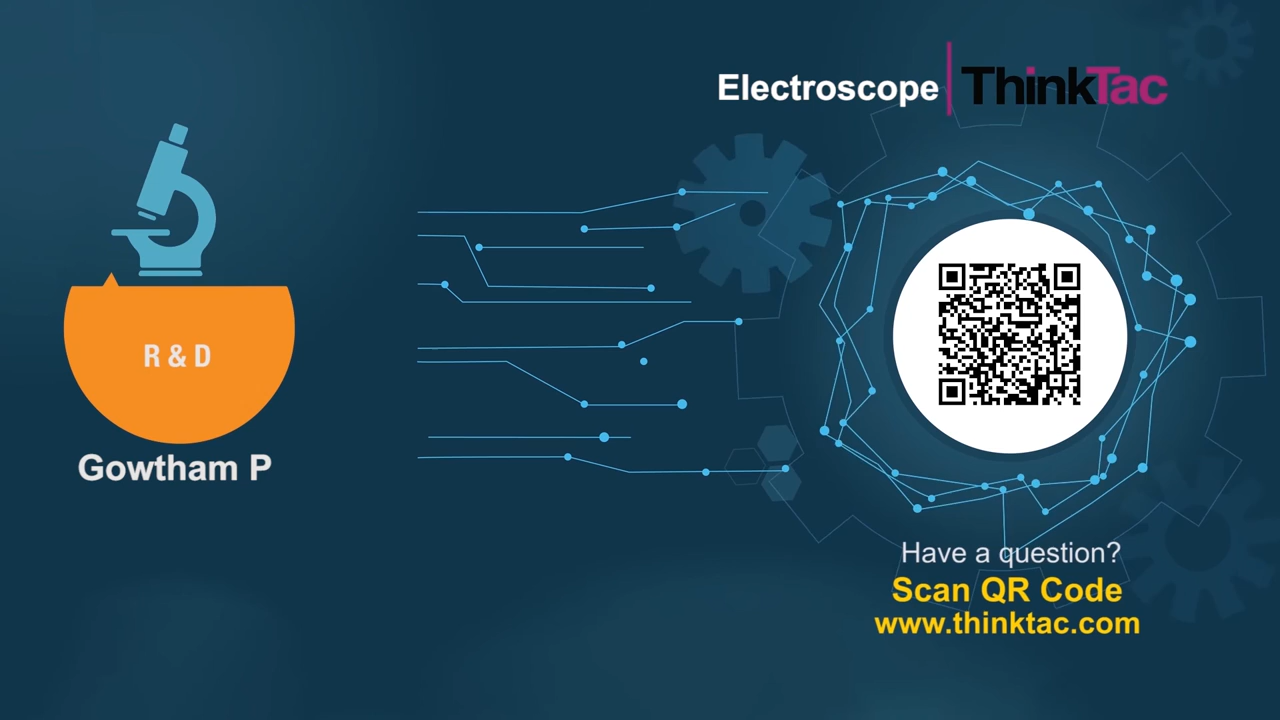 Electroscope ThinkTac
R & D
Gowtham P
Have a question?
Scan QR Code
www.thinktac.com